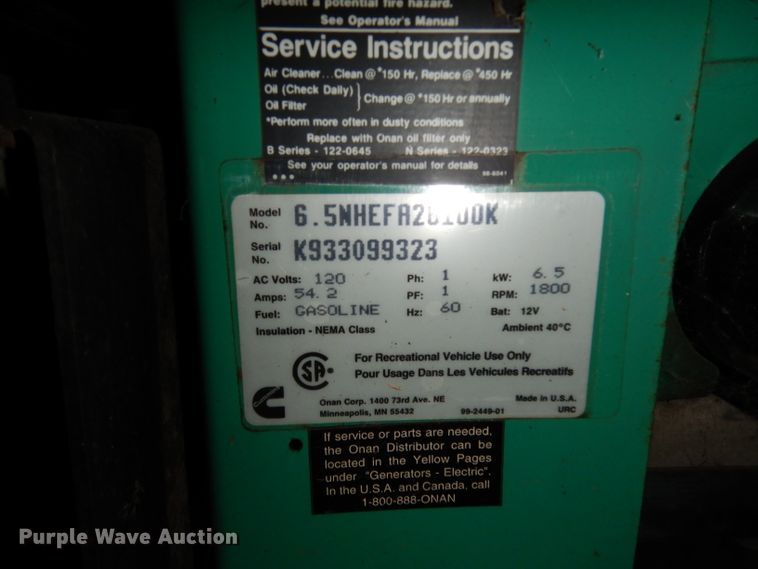 present a potential fire hazard.
See Operator's Manual
Service Instructions
Air Cleaner...Clean @ *150 Hr, Replace @ *450 Hr
Oil (Check Daily)
Oil Filter } Change @ *150 Hr or annually
*Perform more often in dusty conditions
Replace with Onan oil filter only
B Series - 122-0645 N Series - 122-0323
See your operator's manual for details
98-6041
Model No.
Serial No. K933099323
AC Volts: 120 Ph: 1 kW: 6.5
Amps: 54.2 PF: 1 RPM: 1800
Fuel: GASOLINE Hz: 60 Bat: 12V
Insulation - NEMA Class Ambient 40°C
CSA
For Recreational Vehicle Use Only
Pour Usage Dans Les Vehicules Recreatifs
Onan Corp. 1400 73rd Ave. NE Made in U.S.A.
Minneapolis, MN 55432 99-2449-01 URC
If service or parts are needed,
the Onan Distributor can be
located in the Yellow Pages
under "Generators - Electric".
In the U.S.A. and Canada, call
1-800-888-ONAN
Purple Wave Auction